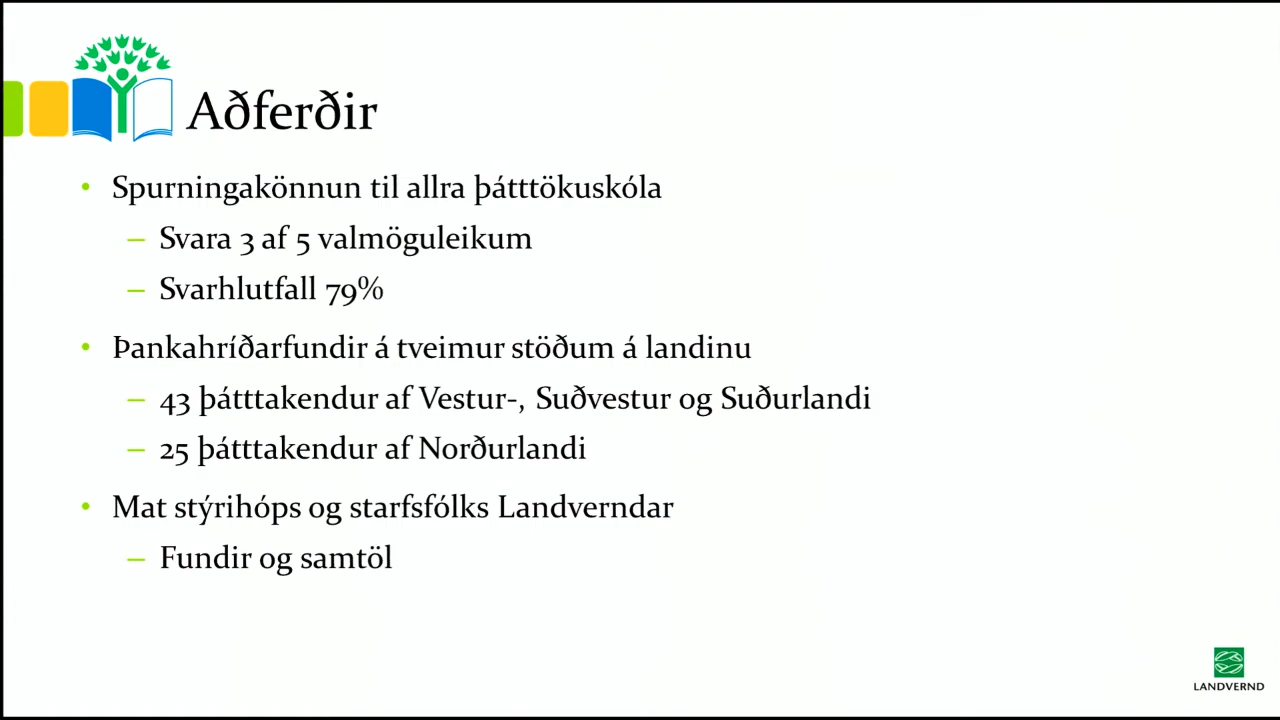 Aðferðir
• Spurningakönnun til allra þátttökuskóla
– Svara 3 af 5 valmöguleikum
– Svarhlutfall 79%
• Þankahríðarfundir á tveimur stöðum á landinu
– 43 þátttakendur af Vestur-, Suðvestur og Suðurlandi
– 25 þátttakendur af Norðurlandi
• Mat stýrihóps og starfsfólks Landverndar
– Fundir og samtöl
LANDVERND